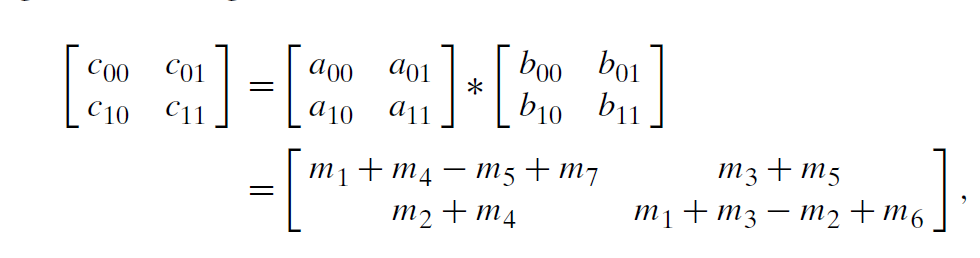 [ c₀₀ c₀₁ ] = [ a₀₀ a₀₁ ] * [ b₀₀ b₀₁ ]
[ c₁₀ c₁₁ ] [ a₁₀ a₁₁ ] [ b₁₀ b₁₁ ]
= [ m₁ + m₄ − m₅ + m₇ m₃ + m₅ ]
[ m₂ + m₄ m₁ + m₃ − m₂ + m₆ ] ,